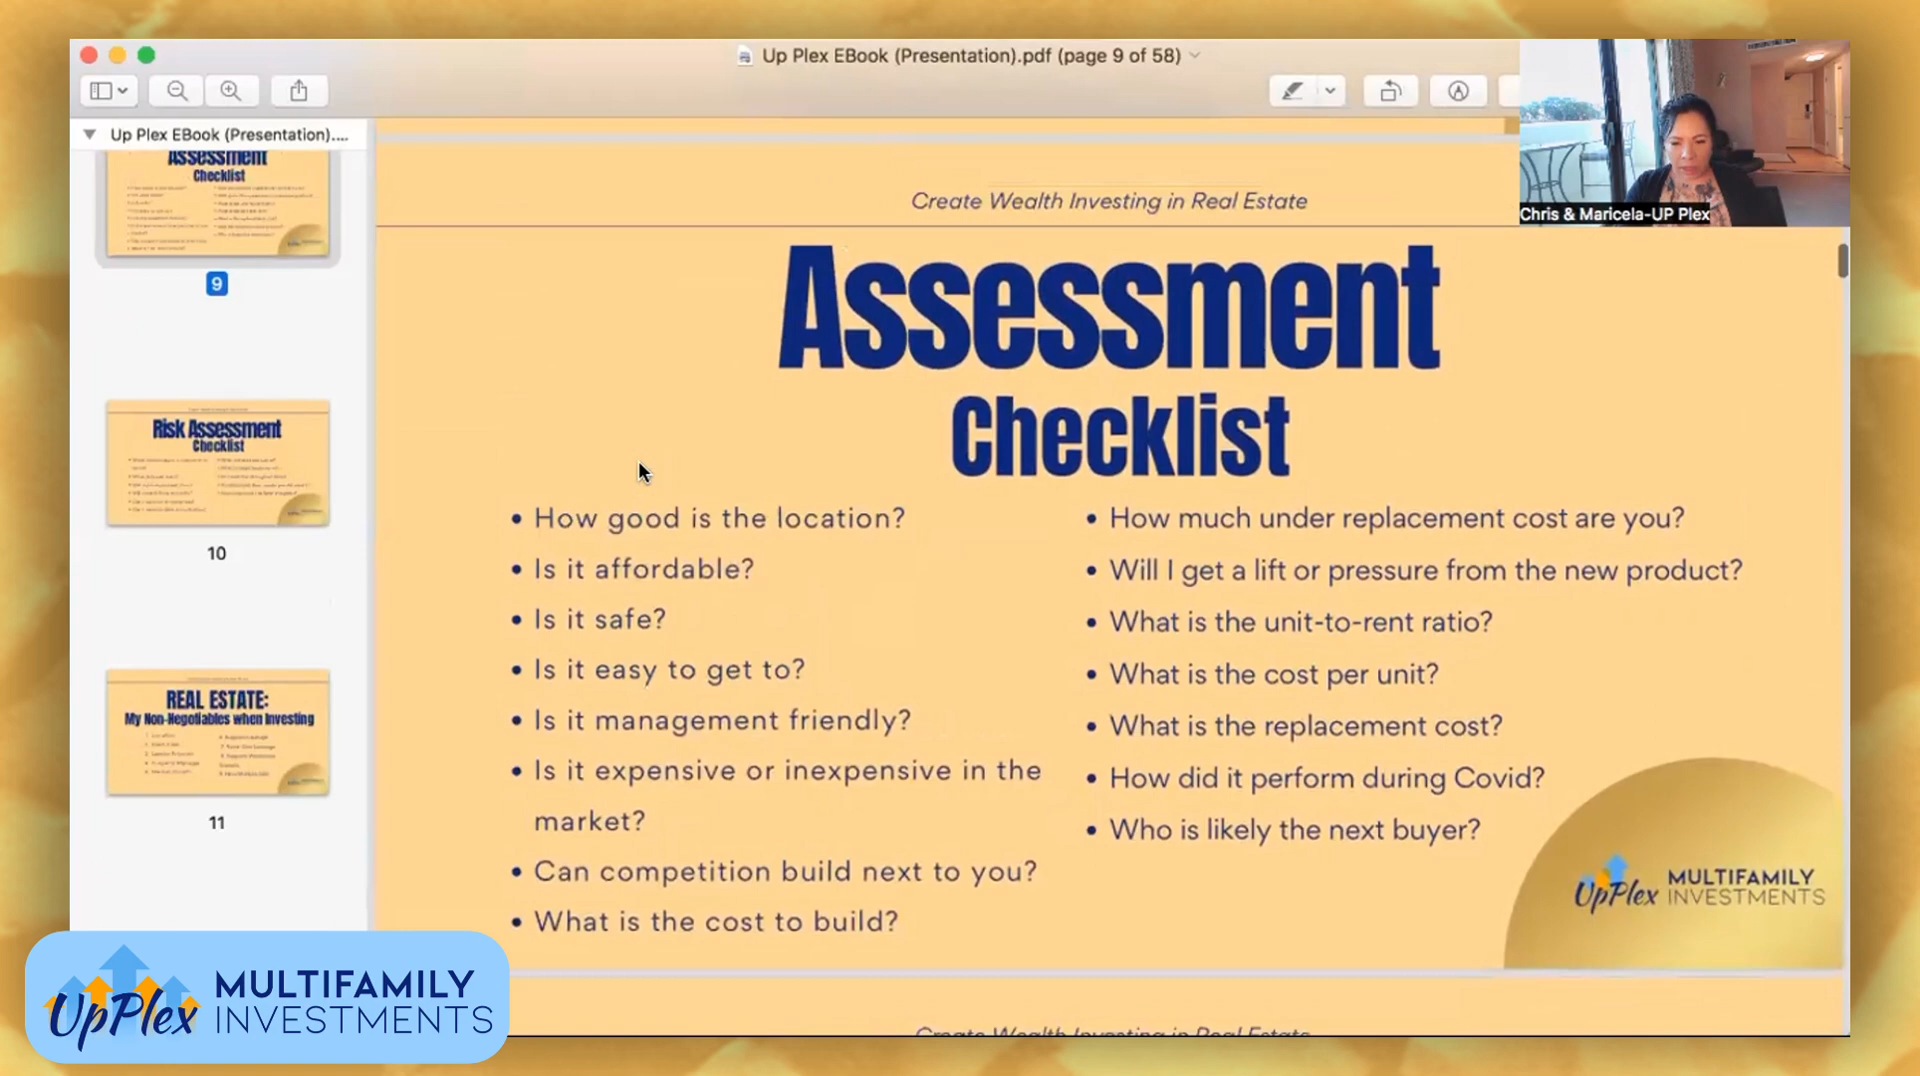 Up Plex EBook (Presentation).pdf (page 9 of 58)
Up Plex EBook (Presentation)....
Assessment
Checklist
9
Risk Assessment
Checklist
10
REAL ESTATE:
My Non-Negotiables when Investing
11
Chris & Maricela-UP Plex
Create Wealth Investing in Real Estate
Assessment
Checklist
• How good is the location?
• Is it affordable?
• Is it safe?
• Is it easy to get to?
• Is it management friendly?
• Is it expensive or inexpensive in the
market?
• Can competition build next to you?
• What is the cost to build?
• How much under replacement cost are you?
• Will I get a lift or pressure from the new product?
• What is the unit-to-rent ratio?
• What is the cost per unit?
• What is the replacement cost?
• How did it perform during Covid?
• Who is likely the next buyer?
UpPlex MULTIFAMILY
INVESTMENTS
Create Wealth Investing in Real Estate
UpPlex MULTIFAMILY
INVESTMENTS